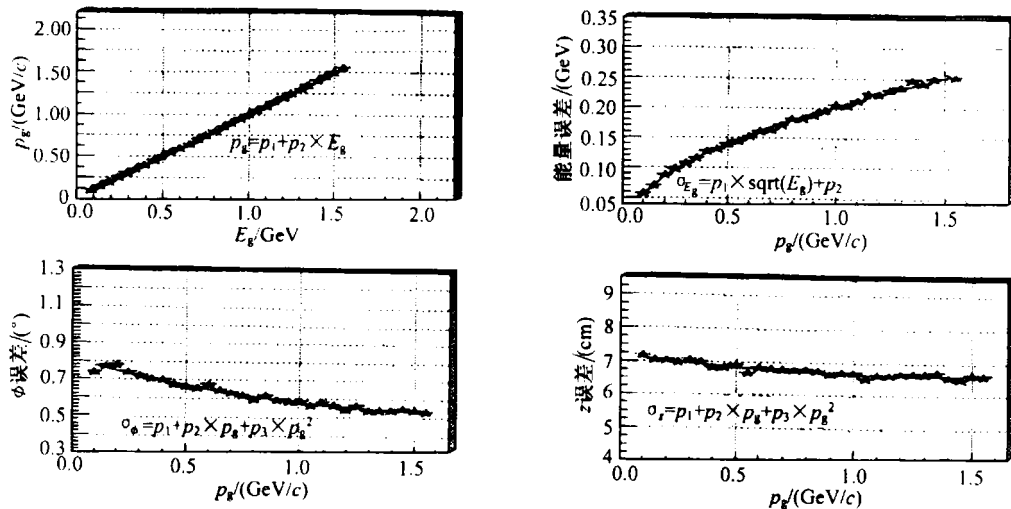 2.00
1.50
1.00
0.50
0
p_g/(GeV/c)
p_g=p_1+p_2×E_g
0.0 0.5 1.0 1.5 2.0
E_g/GeV
0.35
0.30
0.25
0.20
0.15
0.10
0.05
能量误差/(GeV)
σ_{E_g}=p_1×sqrt(E_g)+p_2
0.0 0.5 1.0 1.5
p_g/(GeV/c)
1.3
1.1
0.9
0.7
0.5
0.3
ϕ误差/(°)
σ_ϕ=p_1+p_2×p_g+p_3×p_g²
0.0 0.5 1.0 1.5
p_g/(GeV/c)
9
8
7
6
5
4
z误差/(cm)
σ_z=p_1+p_2×p_g+p_3×p_g²
0.0 0.5 1.0 1.5
p_g/(GeV/c)